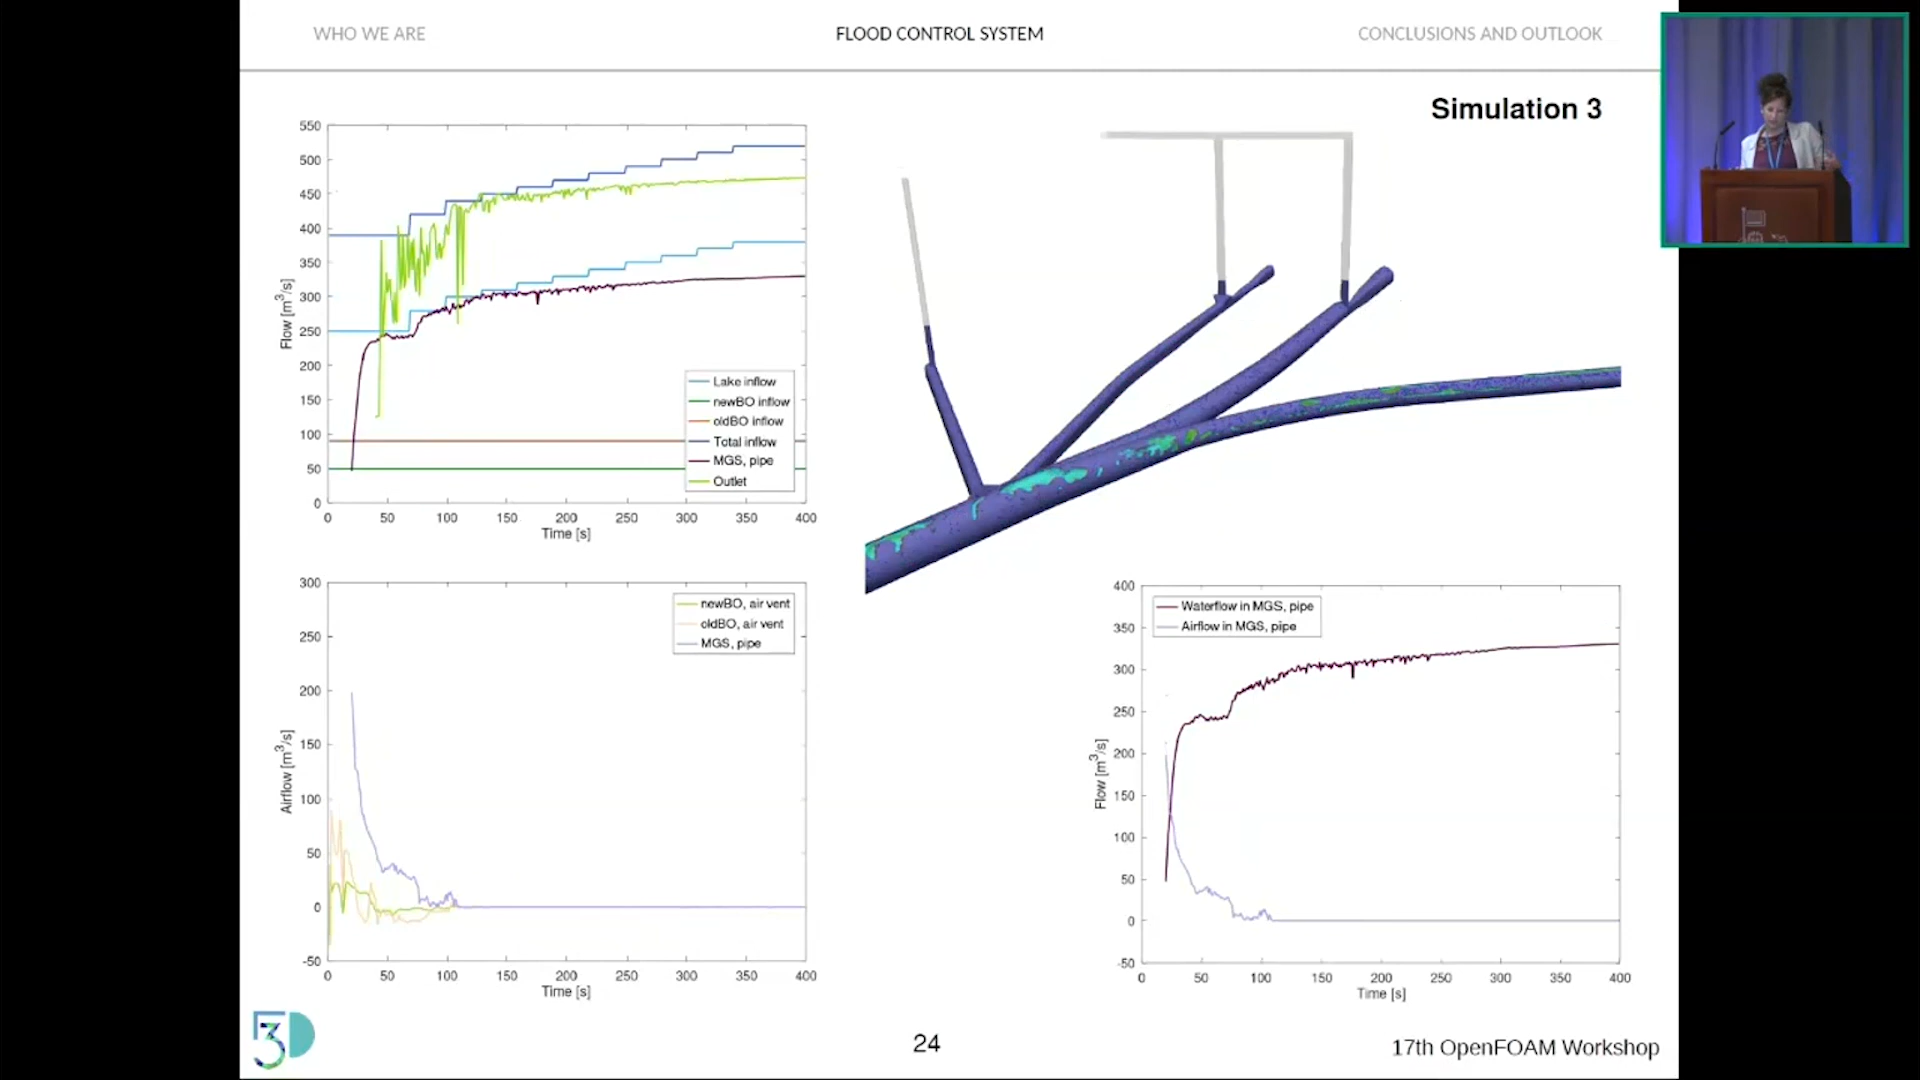 WHO WE ARE
FLOOD CONTROL SYSTEM
CONCLUSIONS AND OUTLOOK
Simulation 3
550
500
450
400
350
300
250
200
150
100
50
0
Flow [m³/s]
Lake inflow
newBO inflow
oldBO inflow
Total inflow
MGS, pipe
Outlet
0 50 100 150 200 250 300 350 400
Time [s]
300
250
200
150
100
50
0
-50
Airflow [m³/s]
newBO, air vent
oldBO, air vent
MGS, pipe
0 50 100 150 200 250 300 350 400
Time [s]
400
350
300
250
200
150
100
50
0
-50
Flow [m³/s]
Waterflow in MGS, pipe
Airflow in MGS, pipe
0 50 100 150 200 250 300 350 400
Time [s]
53D
24
17th OpenFOAM Workshop